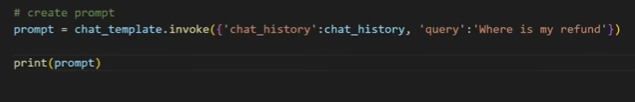 # create prompt
prompt = chat_template.invoke({'chat_history':chat_history, 'query':'Where is my refund'})
print(prompt)